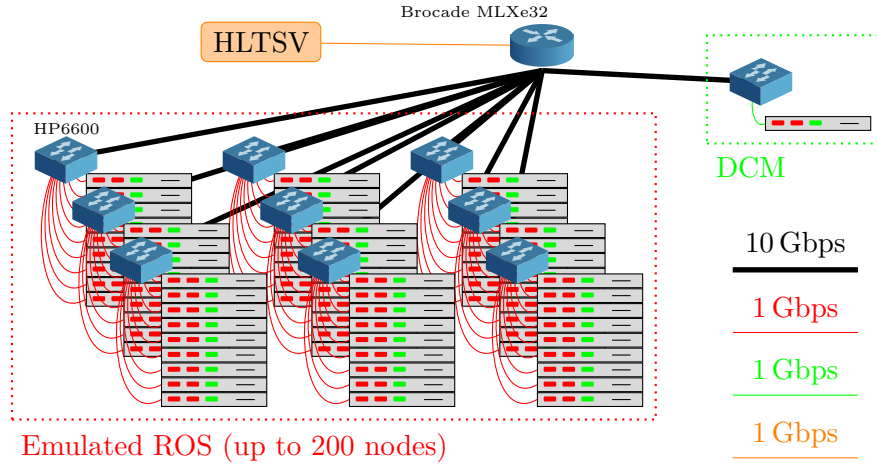 Brocade MLXe32
HLTSV
HP6600
DCM
10 Gbps
1 Gbps
1 Gbps
1 Gbps
Emulated ROS (up to 200 nodes)